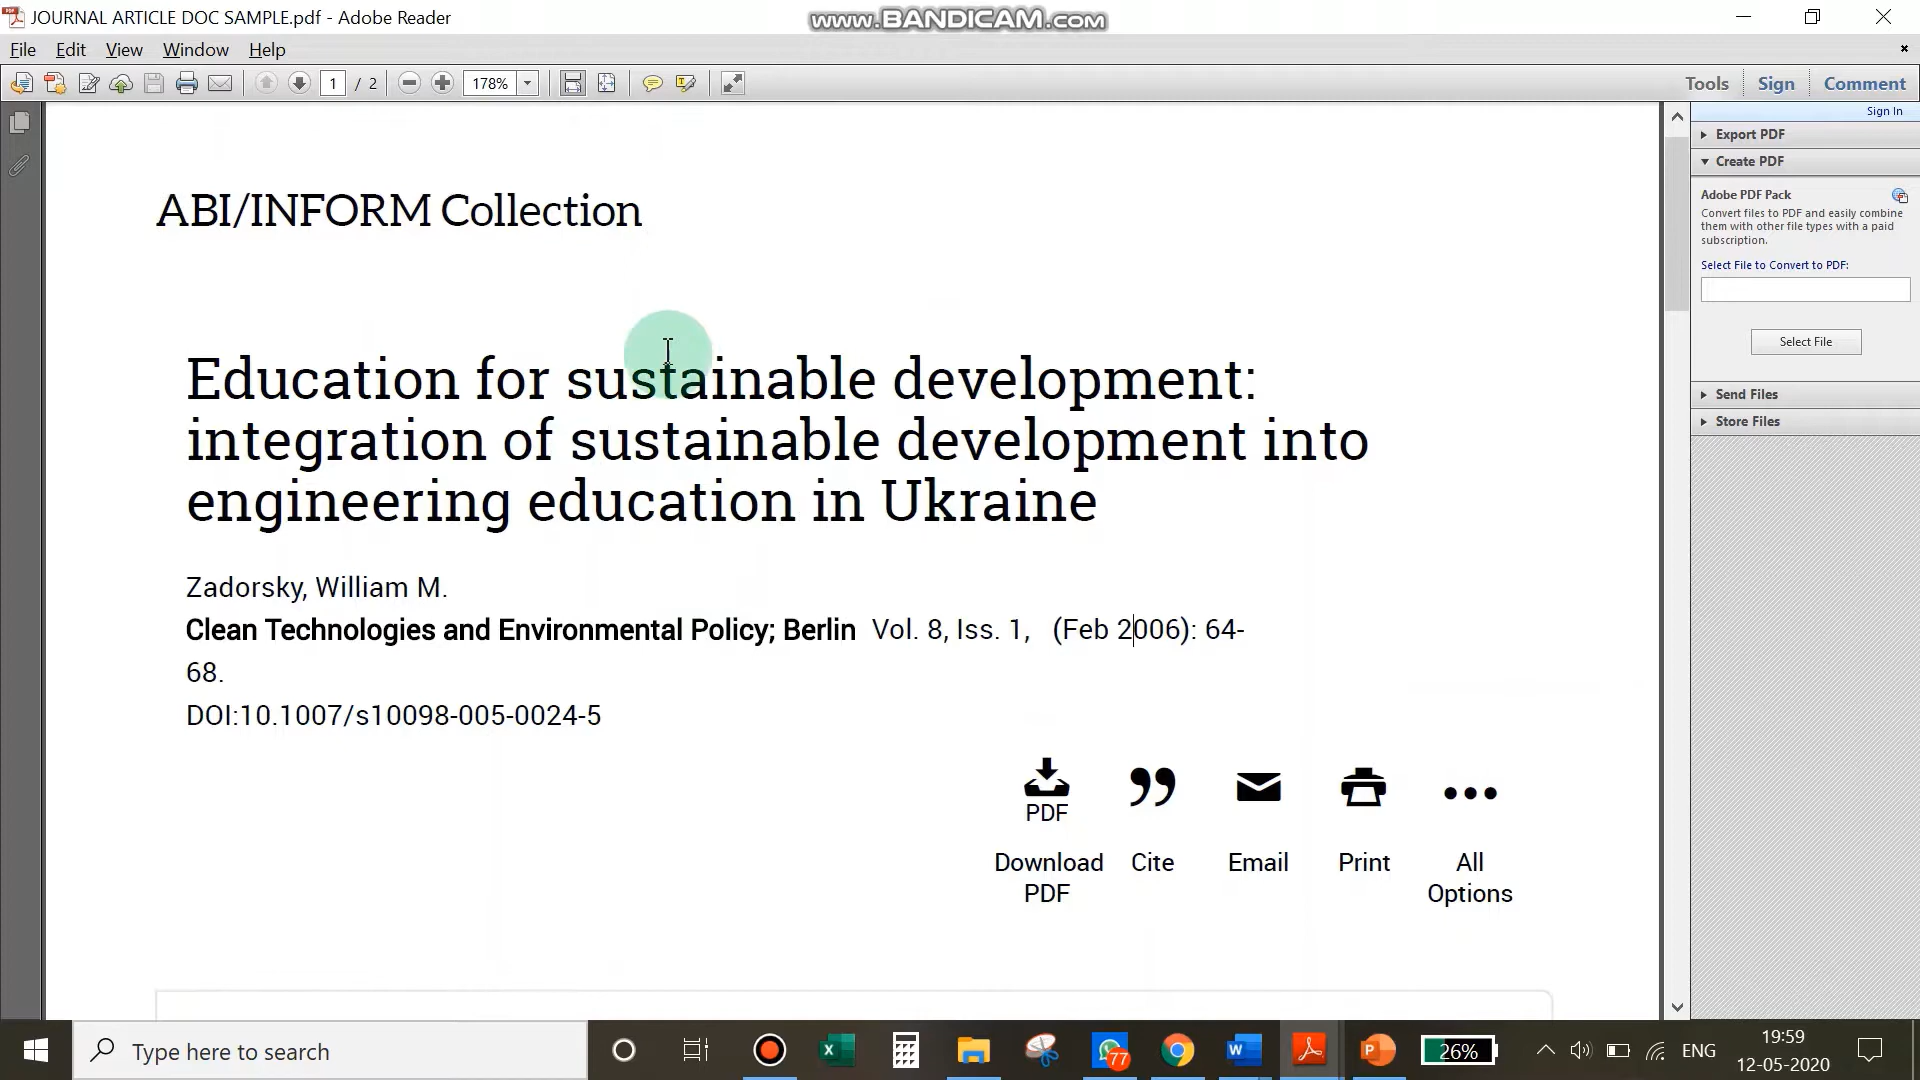 JOURNAL ARTICLE DOC SAMPLE.pdf - Adobe Reader
www.BANDICAM.com
File Edit View Window Help
1 / 2 178% Tools Sign Comment
Sign In
Export PDF
Create PDF
Adobe PDF Pack
Convert files to PDF and easily combine
them with other file types with a paid
subscription.
Select File to Convert to PDF:
Select File
Send Files
Store Files
ABI/INFORM Collection
Education for sustainable development:
integration of sustainable development into
engineering education in Ukraine
Zadorsky, William M.
Clean Technologies and Environmental Policy; Berlin Vol. 8, Iss. 1, (Feb 2006): 64-
68.
DOI:10.1007/s10098-005-0024-5
PDF
Download
PDF
Cite
Email
Print
All
Options
Type here to search
77
26%
ENG
19:59
12-05-2020